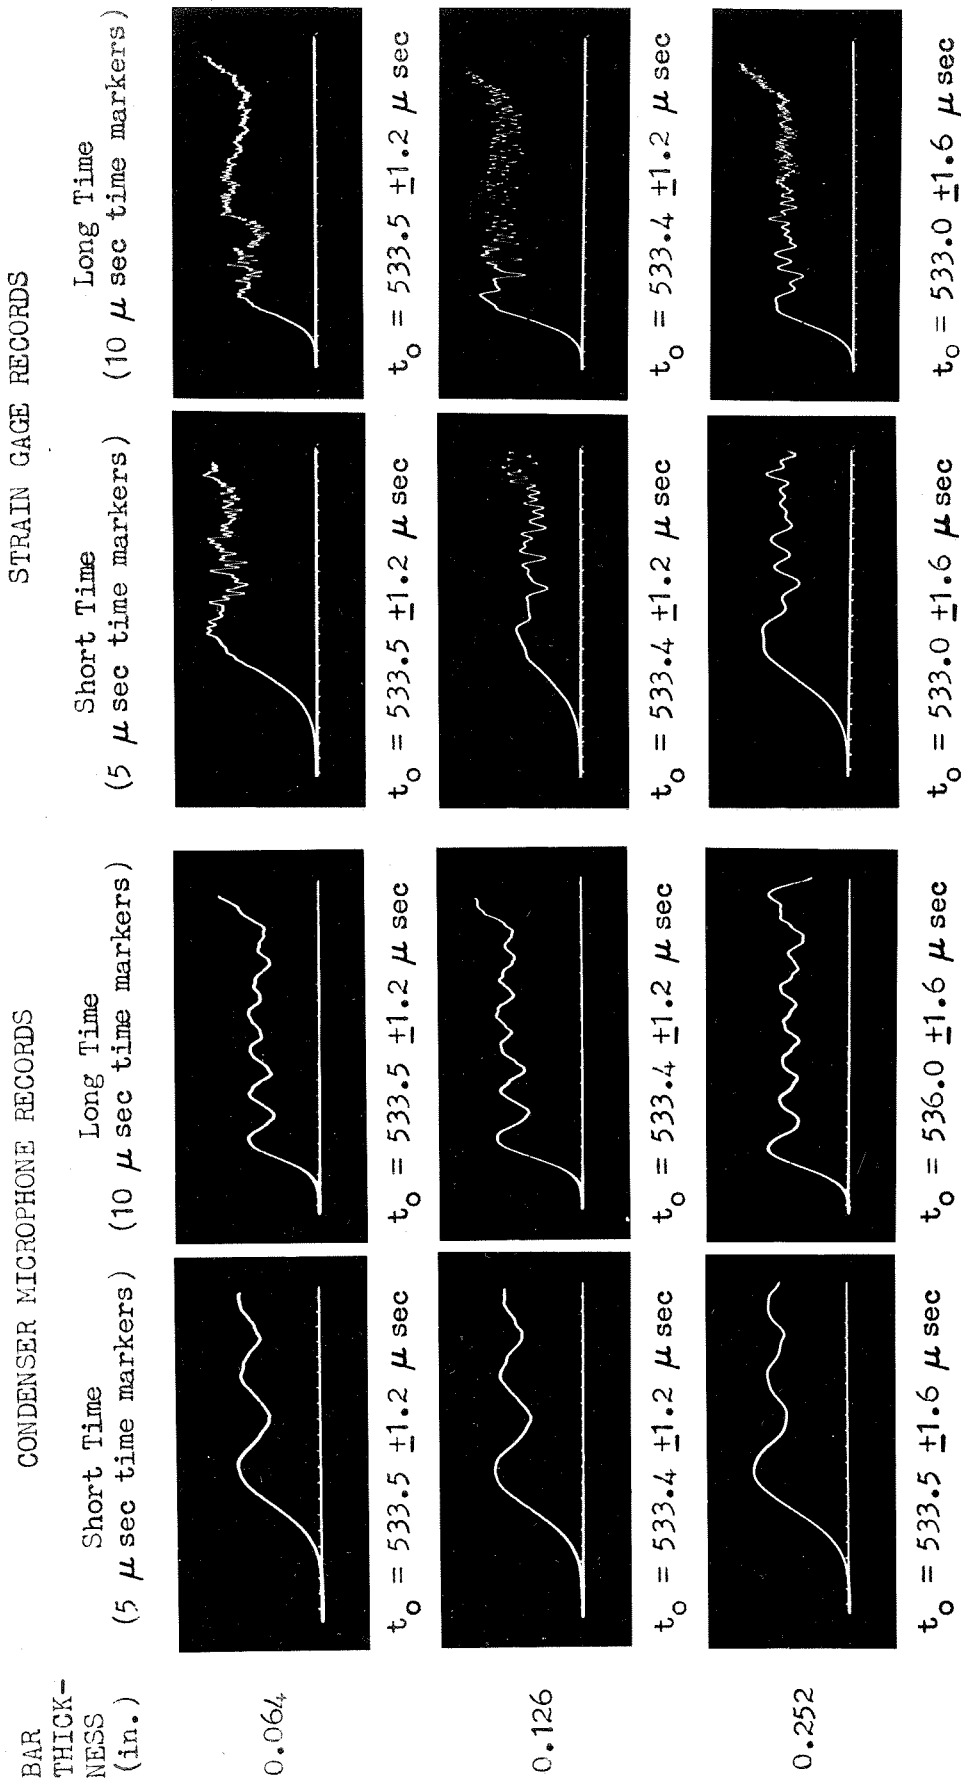 CONDENSER MICROPHONE RECORDS
STRAIN GAGE RECORDS
BAR
THICK-
NESS
(in.)
Short Time
(5 μ sec time markers)
Long Time
(10 μ sec time markers)
Short Time
(5 μ sec time markers)
Long Time
(10 μ sec time markers)
0.064
t₀ = 533.5 ±1.2 μ sec
t₀ = 533.5 ±1.2 μ sec
t₀ = 533.5 ±1.2 μ sec
t₀ = 533.5 ±1.2 μ sec
0.126
t₀ = 533.4 ±1.2 μ sec
t₀ = 533.4 ±1.2 μ sec
t₀ = 533.4 ±1.2 μ sec
t₀ = 533.4 ±1.2 μ sec
0.252
t₀ = 533.5 ±1.6 μ sec
t₀ = 536.0 ±1.6 μ sec
t₀ = 533.0 ±1.6 μ sec
t₀ = 533.0 ±1.6 μ sec